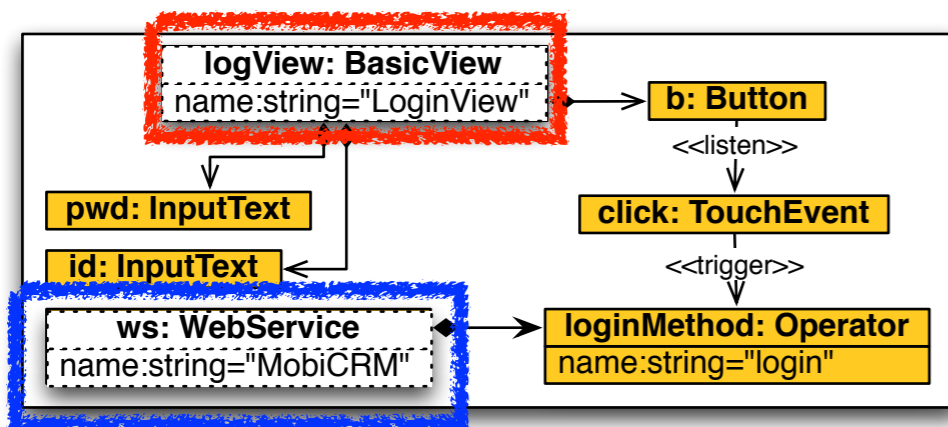 logView: BasicView
name:string="LoginView"
b: Button
<<listen>>
pwd: InputText
click: TouchEvent
id: InputText
<<trigger>>
ws: WebService
name:string="MobiCRM"
loginMethod: Operator
name:string="login"